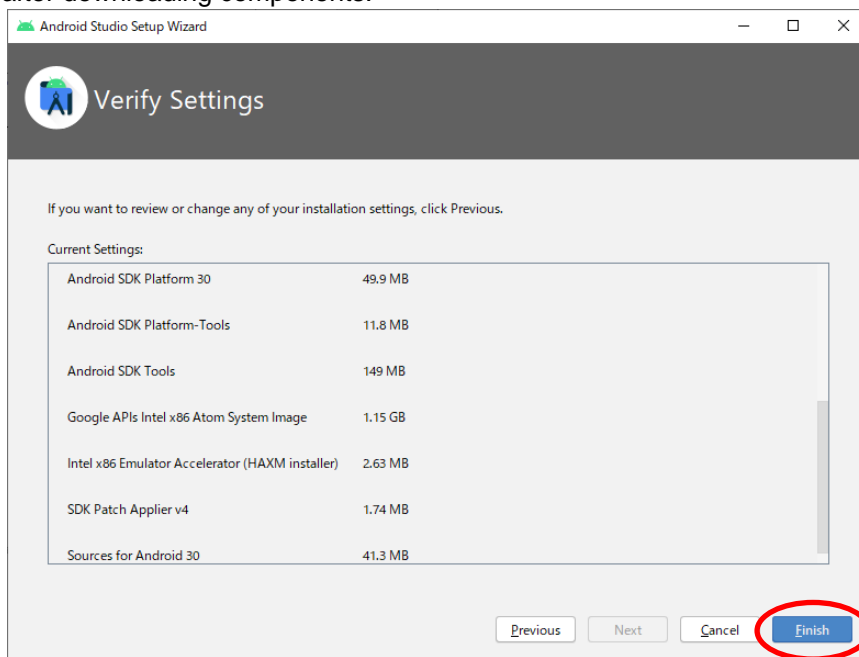 after downloading components.
Android Studio Setup Wizard
Verify Settings
If you want to review or change any of your installation settings, click Previous.
Current Settings:
Android SDK Platform 30 49.9 MB
Android SDK Platform-Tools 11.8 MB
Android SDK Tools 149 MB
Google APIs Intel x86 Atom System Image 1.15 GB
Intel x86 Emulator Accelerator (HAXM installer) 2.63 MB
SDK Patch Applier v4 1.74 MB
Sources for Android 30 41.3 MB
Previous Next Cancel Finish